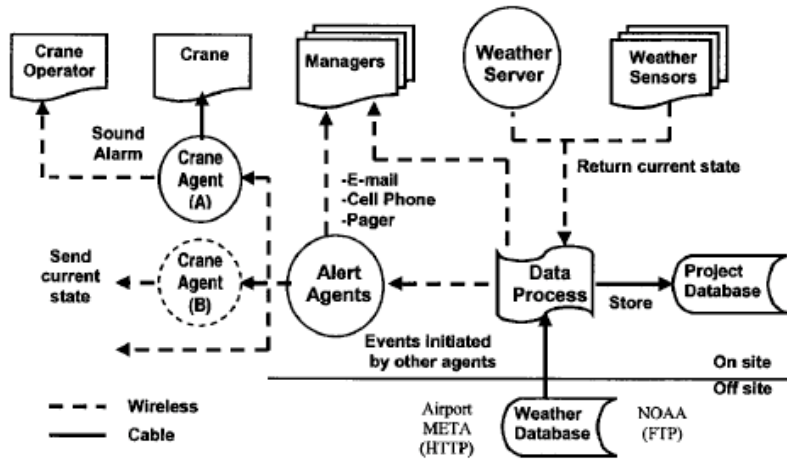 Crane
Operator
Crane
Managers
Weather
Server
Weather
Sensors
Sound
Alarm
Crane
Agent
(A)
-E-mail
-Cell Phone
-Pager
Return current state
Send
current
state
Crane
Agent
(B)
Alert
Agents
Data
Process
Store
Project
Database
Events initiated
by other agents
On site
Off site
Wireless
Cable
Airport
META
(HTTP)
Weather
Database
NOAA
(FTP)